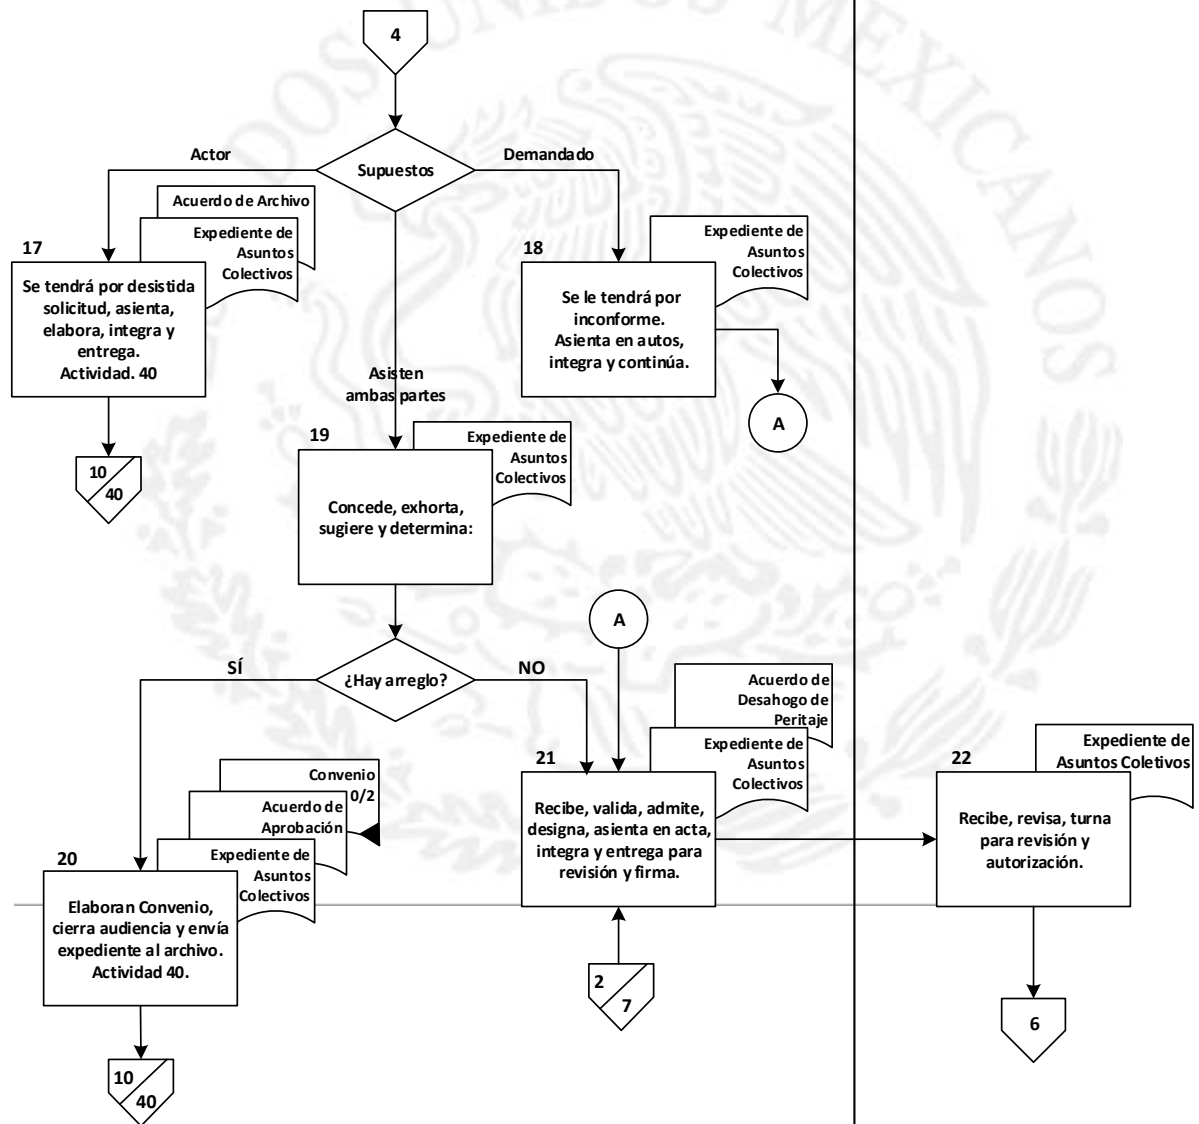 DOS UNIDOS MEXICANOS
4
Supuestos
Actor
Demandado
Acuerdo de Archivo
Expediente de
Asuntos
Colectivos
17
Se tendrá por desistida
solicitud, asienta,
elabora, integra y
entrega.
Actividad. 40
10
40
Expediente de
Asuntos
Colectivos
18
Se le tendrá por
inconforme.
Asienta en autos,
integra y continúa.
A
Asisten
ambas partes
19
Expediente de
Asuntos
Colectivos
Concede, exhorta,
sugiere y determina:
A
¿Hay arreglo?
SÍ
NO
Convenio
0/2
Acuerdo de
Aprobación
Expediente de
Asuntos
Colectivos
20
Elaboran Convenio,
cierra audiencia y envía
expediente al archivo.
Actividad 40.
10
40
Acuerdo de
Desahogo de
Peritaje
Expediente de
Asuntos
Colectivos
21
Recibe, valida, admite,
designa, asienta en acta,
integra y entrega para
revisión y firma.
2
7
Expediente de
Asuntos Coletivos
22
Recibe, revisa, turna
para revisión y
autorización.
6